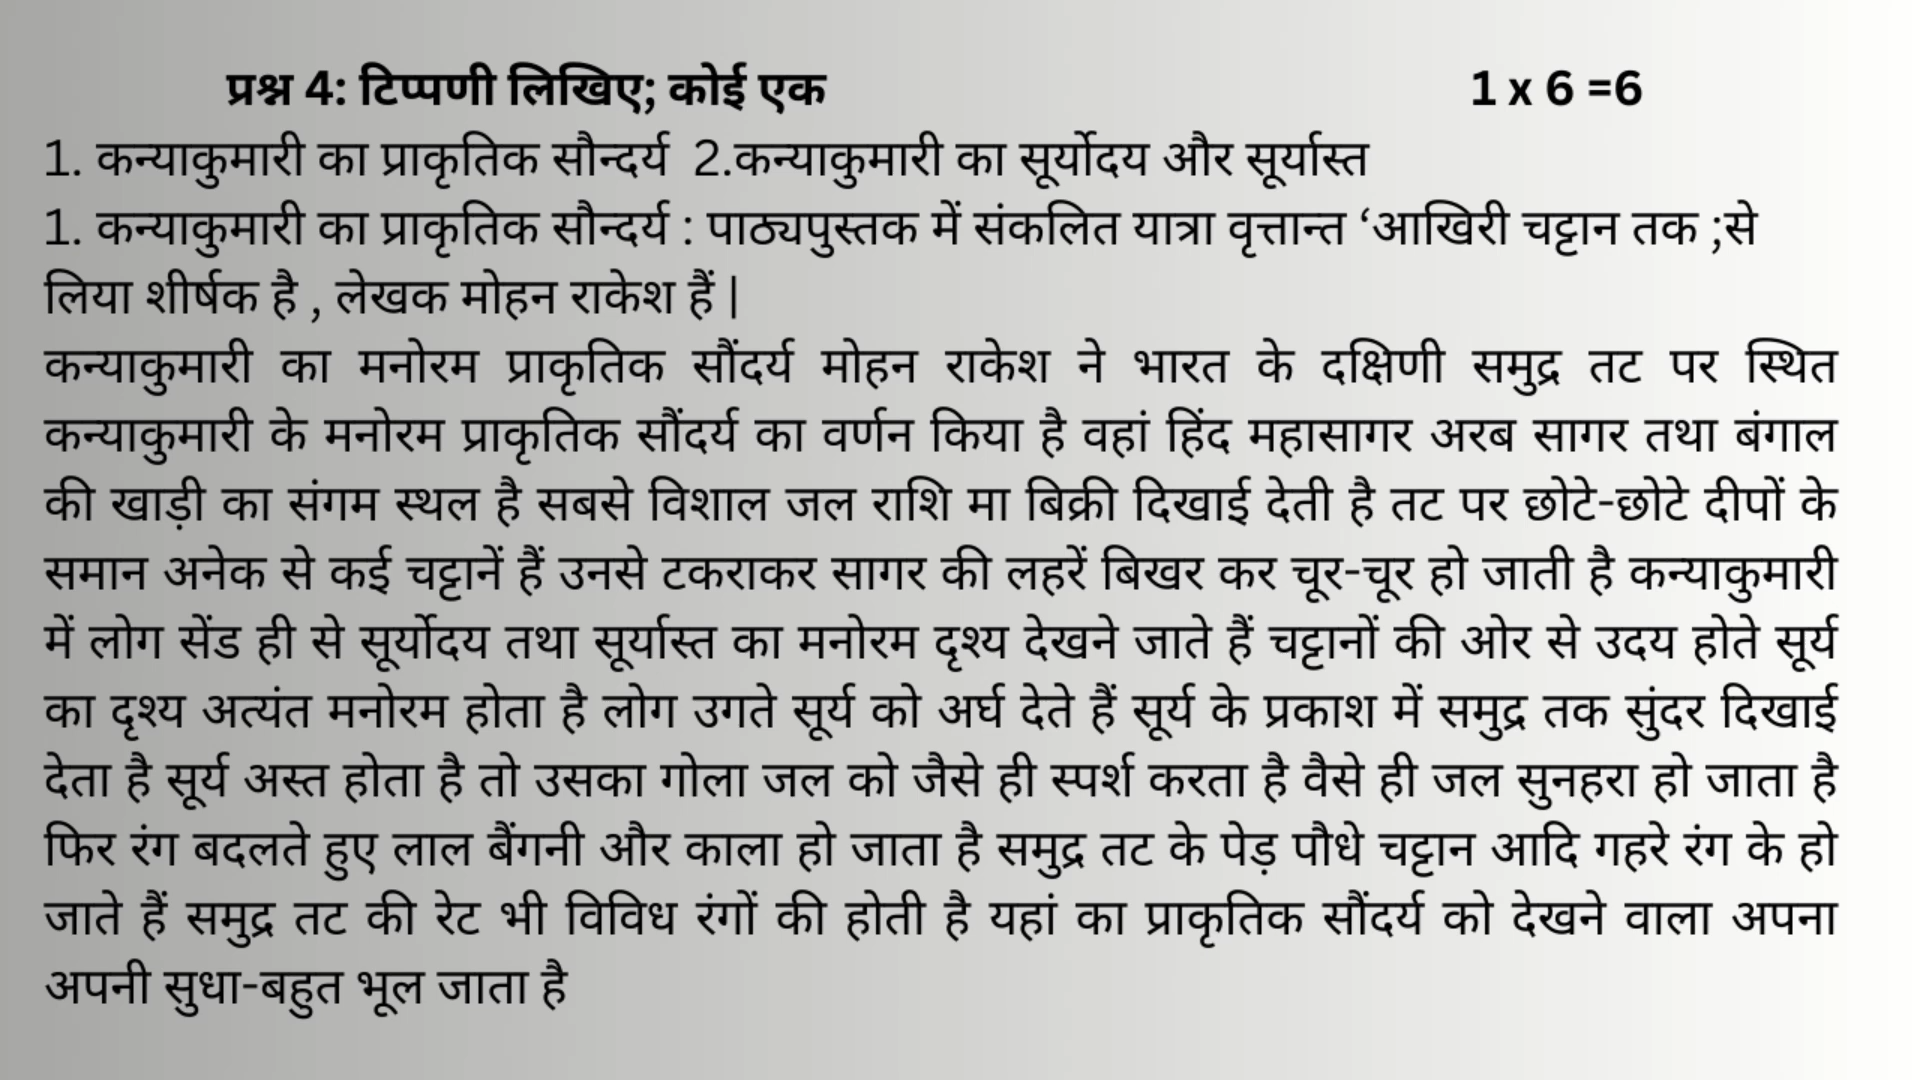 प्रश्न 4: टिप्पणी लिखिए; कोई एक 1 x 6 =6
1. कन्याकुमारी का प्राकृतिक सौन्दर्य 2.कन्याकुमारी का सूर्योदय और सूर्यास्त
1. कन्याकुमारी का प्राकृतिक सौन्दर्य : पाठ्यपुस्तक में संकलित यात्रा वृत्तान्त ‘आखिरी चट्टान तक ;से
लिया शीर्षक है , लेखक मोहन राकेश हैं |
कन्याकुमारी का मनोरम प्राकृतिक सौंदर्य मोहन राकेश ने भारत के दक्षिणी समुद्र तट पर स्थित
कन्याकुमारी के मनोरम प्राकृतिक सौंदर्य का वर्णन किया है वहां हिंद महासागर अरब सागर तथा बंगाल
की खाड़ी का संगम स्थल है सबसे विशाल जल राशि मा बिक्री दिखाई देती है तट पर छोटे-छोटे दीपों के
समान अनेक से कई चट्टानें हैं उनसे टकराकर सागर की लहरें बिखर कर चूर-चूर हो जाती है कन्याकुमारी
में लोग सेंड ही से सूर्योदय तथा सूर्यास्त का मनोरम दृश्य देखने जाते हैं चट्टानों की ओर से उदय होते सूर्य
का दृश्य अत्यंत मनोरम होता है लोग उगते सूर्य को अर्घ देते हैं सूर्य के प्रकाश में समुद्र तक सुंदर दिखाई
देता है सूर्य अस्त होता है तो उसका गोला जल को जैसे ही स्पर्श करता है वैसे ही जल सुनहरा हो जाता है
फिर रंग बदलते हुए लाल बैंगनी और काला हो जाता है समुद्र तट के पेड़ पौधे चट्टान आदि गहरे रंग के हो
जाते हैं समुद्र तट की रेट भी विविध रंगों की होती है यहां का प्राकृतिक सौंदर्य को देखने वाला अपना
अपनी सुधा-बहुत भूल जाता है